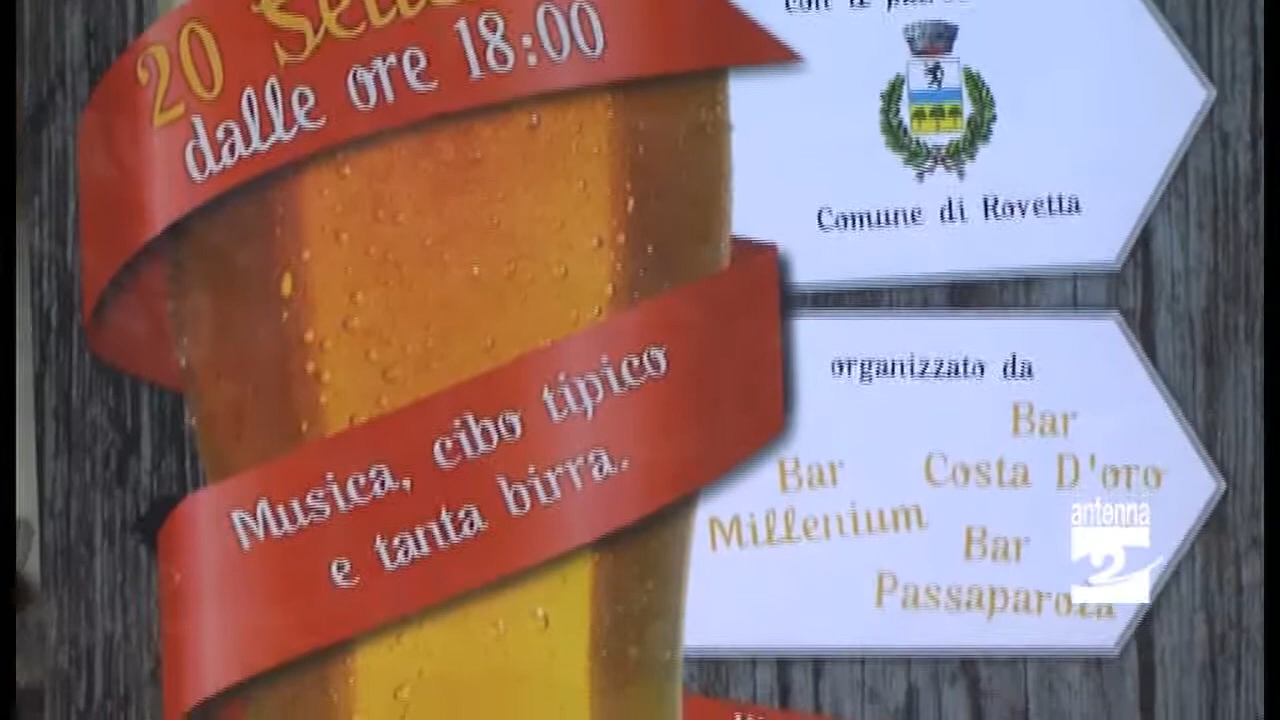 20
dalle ore 18:00
Comune di Rovetta
Musica, cibo tipico
e tanta birra.
organizzato da
Bar
Costa D'oro
Bar
Millenium
Bar
Passaparola
antenna
2